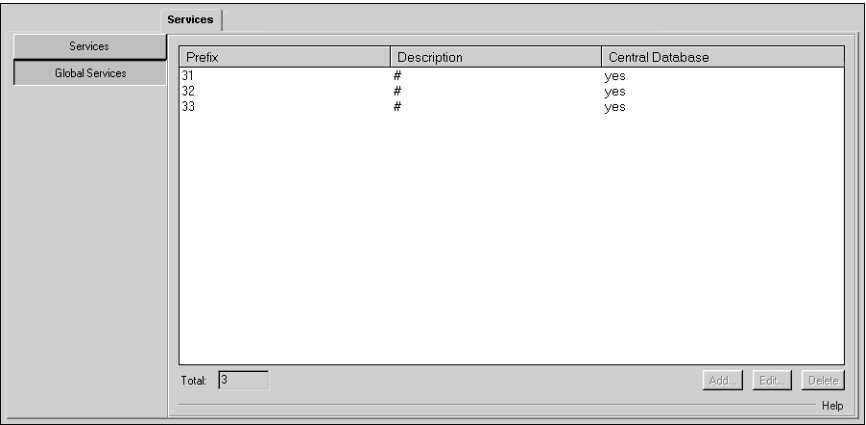 Services
Services
Global Services
Prefix Description Central Database
31 # yes
32 # yes
33 # yes
Total: 3
Add... Edit... Delete
Help